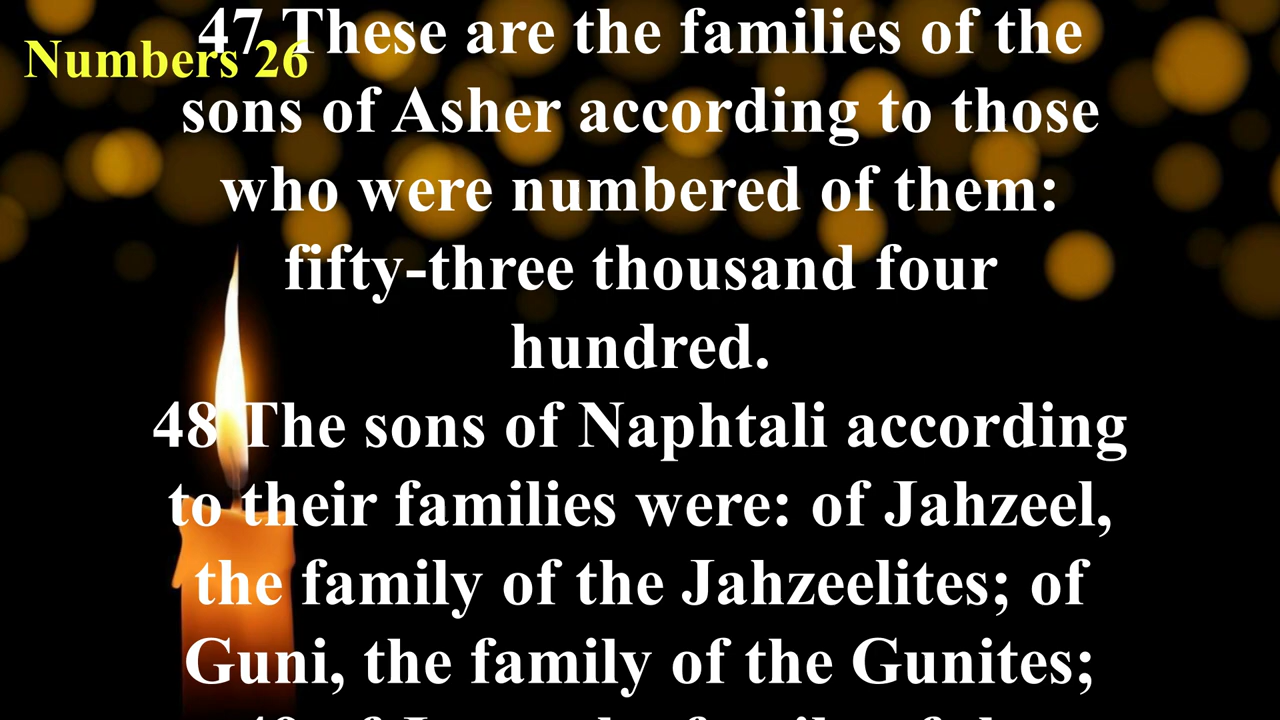 Numbers 26
47 These are the families of the
sons of Asher according to those
who were numbered of them:
fifty-three thousand four
hundred.
48 The sons of Naphtali according
to their families were: of Jahzeel,
the family of the Jahzeelites; of
Guni, the family of the Gunites;